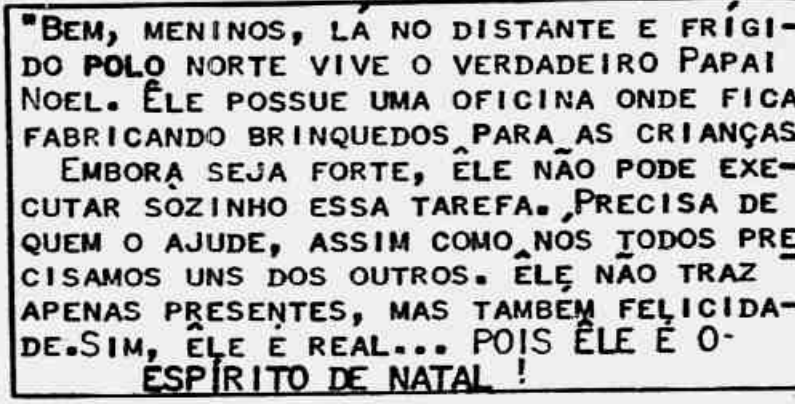 "BEM, MENINOS, LÁ NO DISTANTE E FRÍGI-
DO POLO NORTE VIVE O VERDADEIRO PAPAI
NOEL. ÊLE POSSUE UMA OFICINA ONDE FICA
FABRICANDO BRINQUEDOS PARA AS CRIANÇAS
EMBORA SEJA FORTE, ÊLE NÃO PODE EXE-
CUTAR SÒZINHO ESSA TAREFA. PRECISA DE
QUEM O AJUDE, ASSIM COMO NÓS TODOS PRE
CISAMOS UNS DOS OUTROS. ÊLE NÃO TRAZ
APENAS PRESENTES, MAS TAMBÉM FELICIDA-
DE.SIM, ÊLE É REAL... POIS ÊLE É O-
ESPÍRITO DE NATAL !